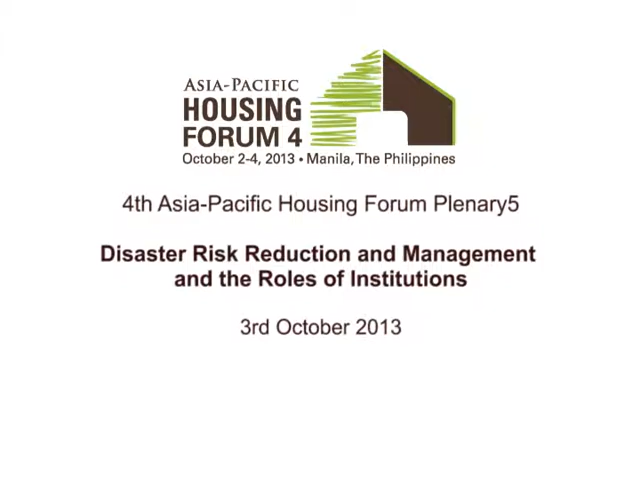 ASIA-PACIFIC
HOUSING
FORUM 4
October 2-4, 2013 • Manila, The Philippines
4th Asia-Pacific Housing Forum Plenary5
Disaster Risk Reduction and Management
and the Roles of Institutions
3rd October 2013